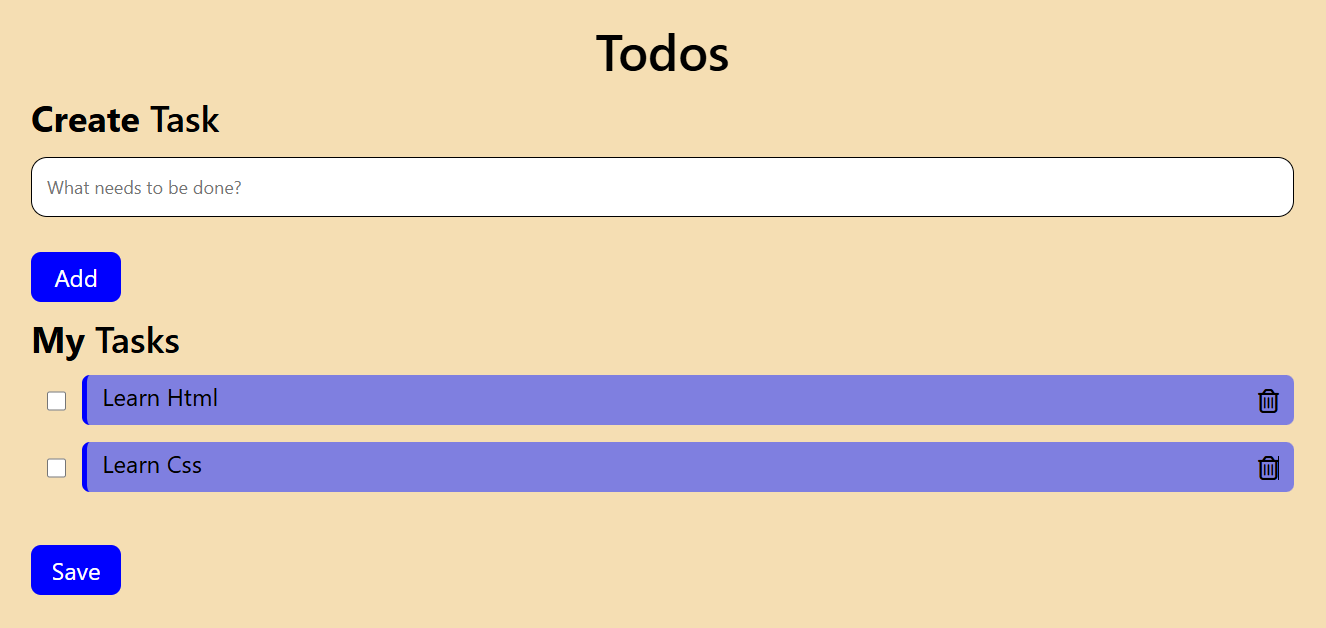 Todos
Create Task
What needs to be done?
Add
My Tasks
Learn Html
Learn Css
Save